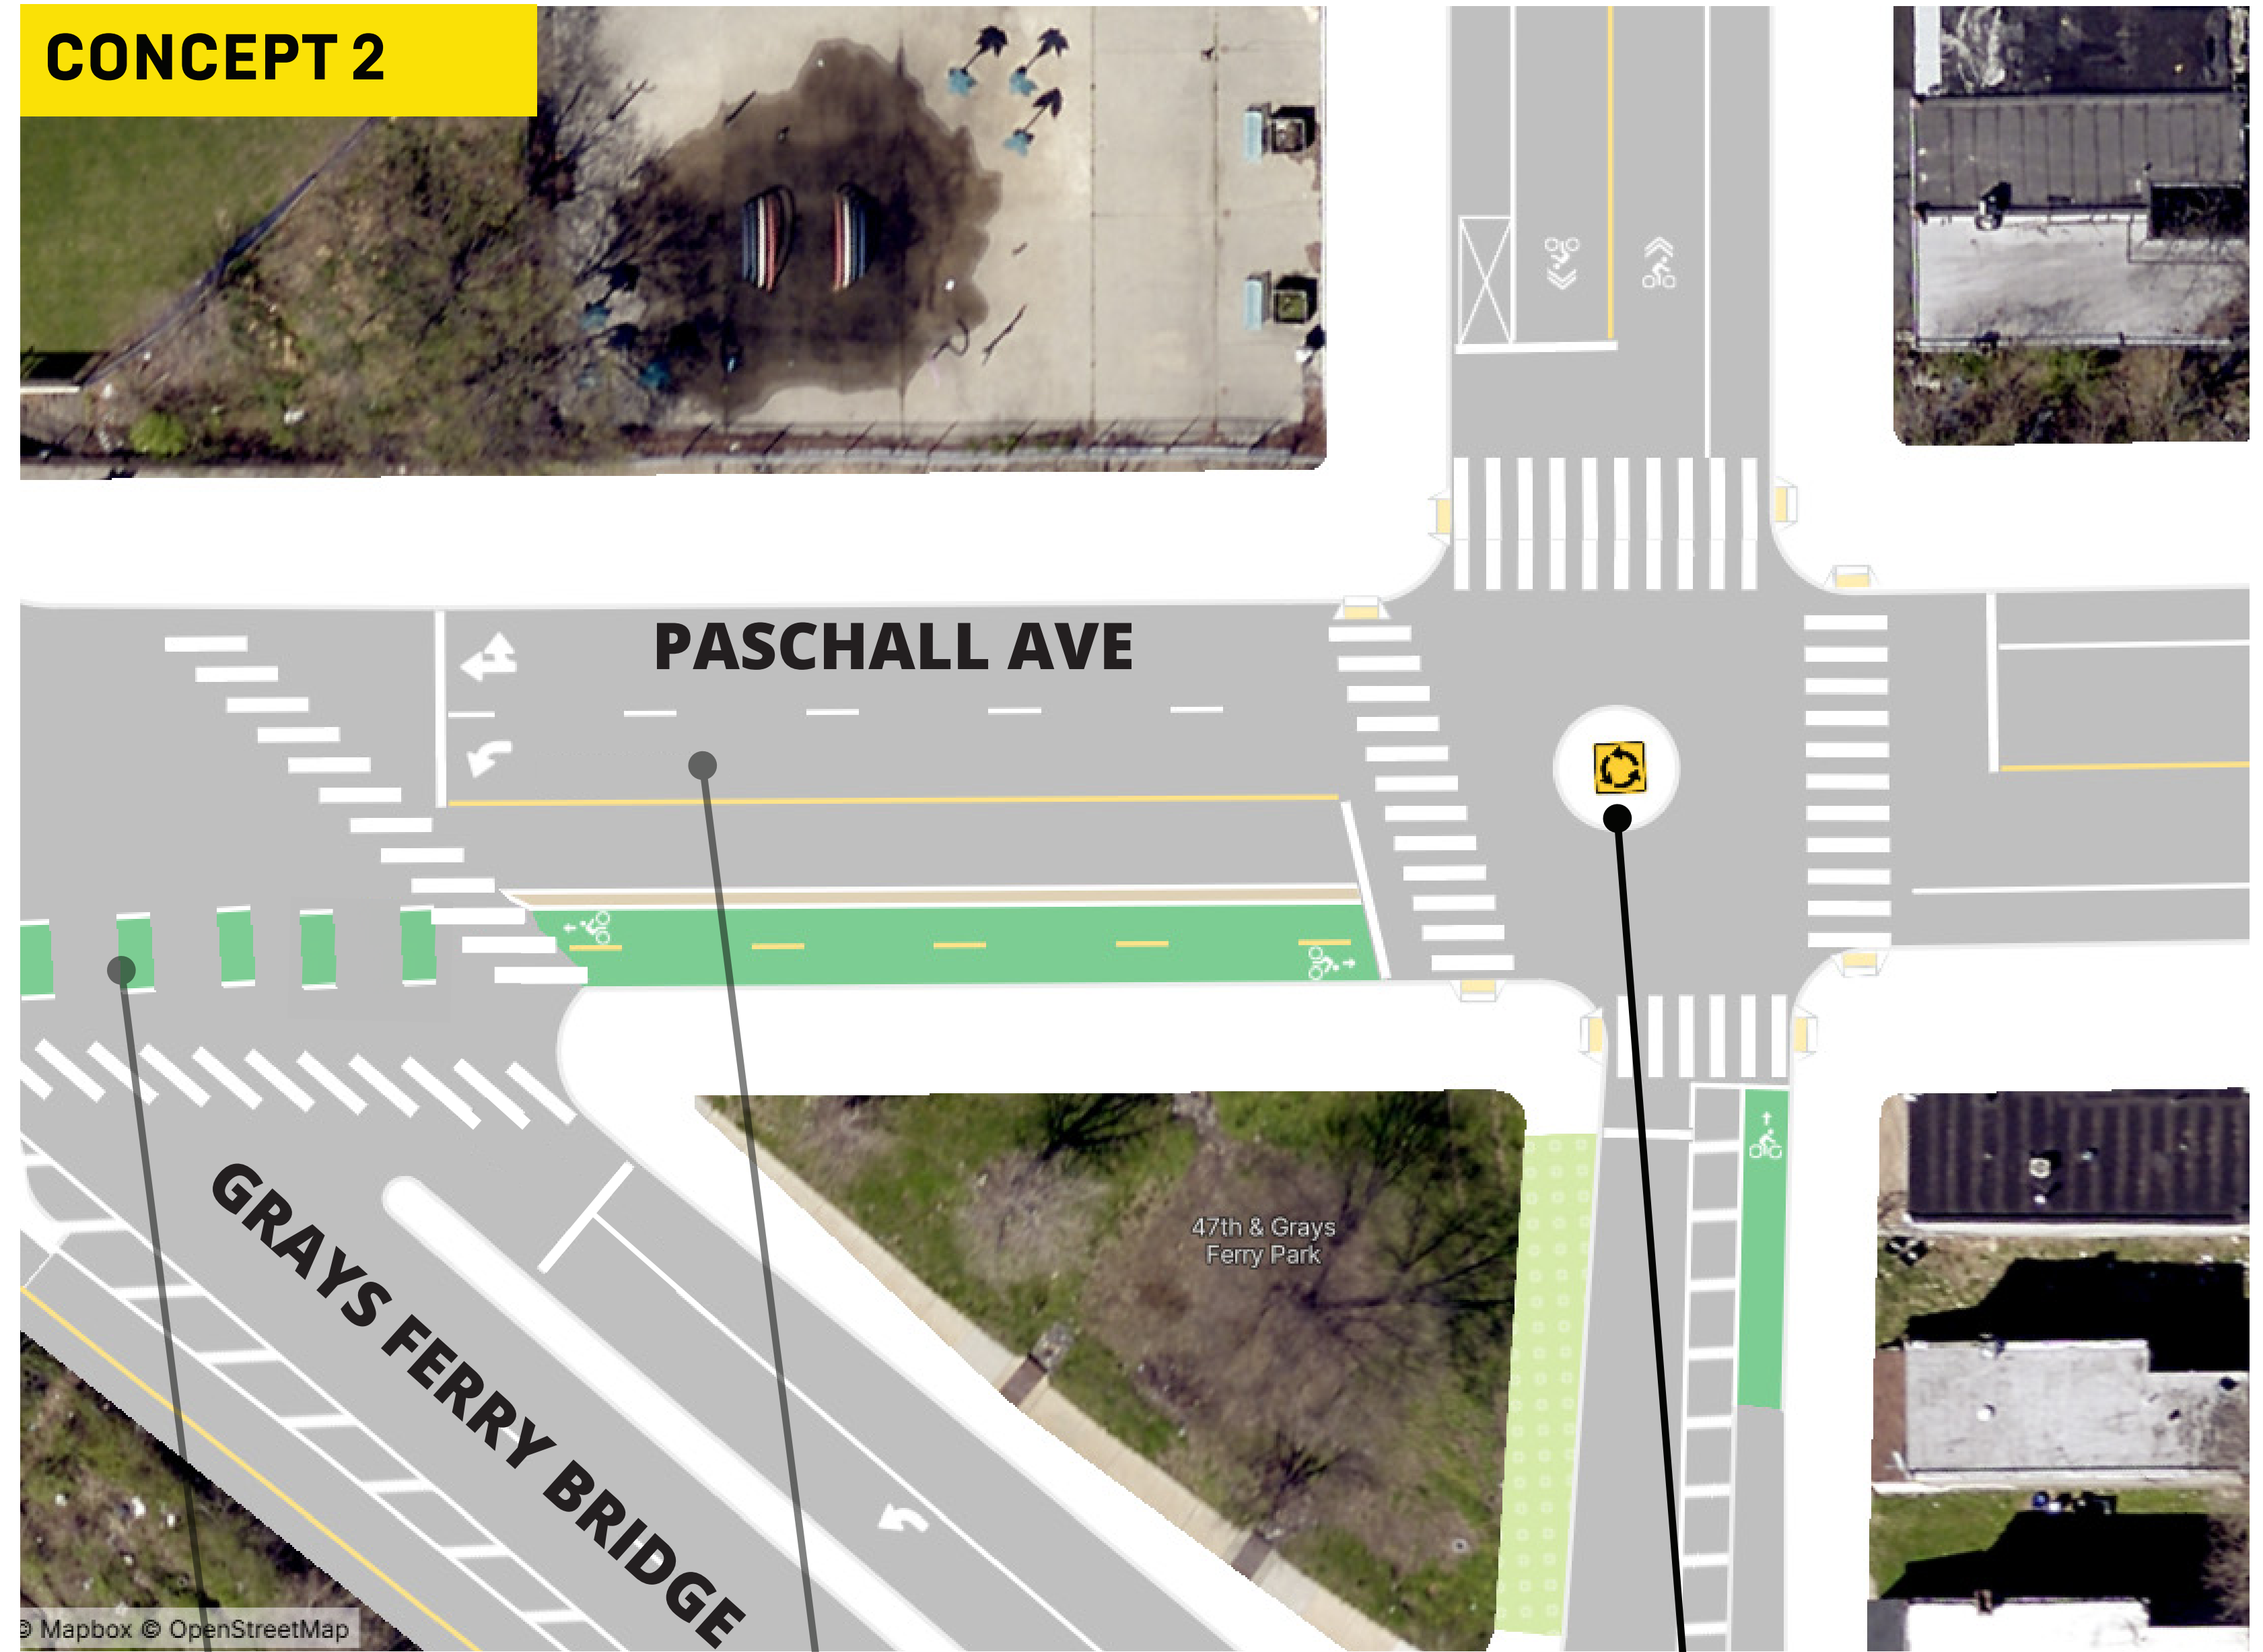 CONCEPT 2
PASCHALL AVE
GRAYS FERRY BRIDGE
47th & Grays
Ferry Park
© Mapbox © OpenStreetMap